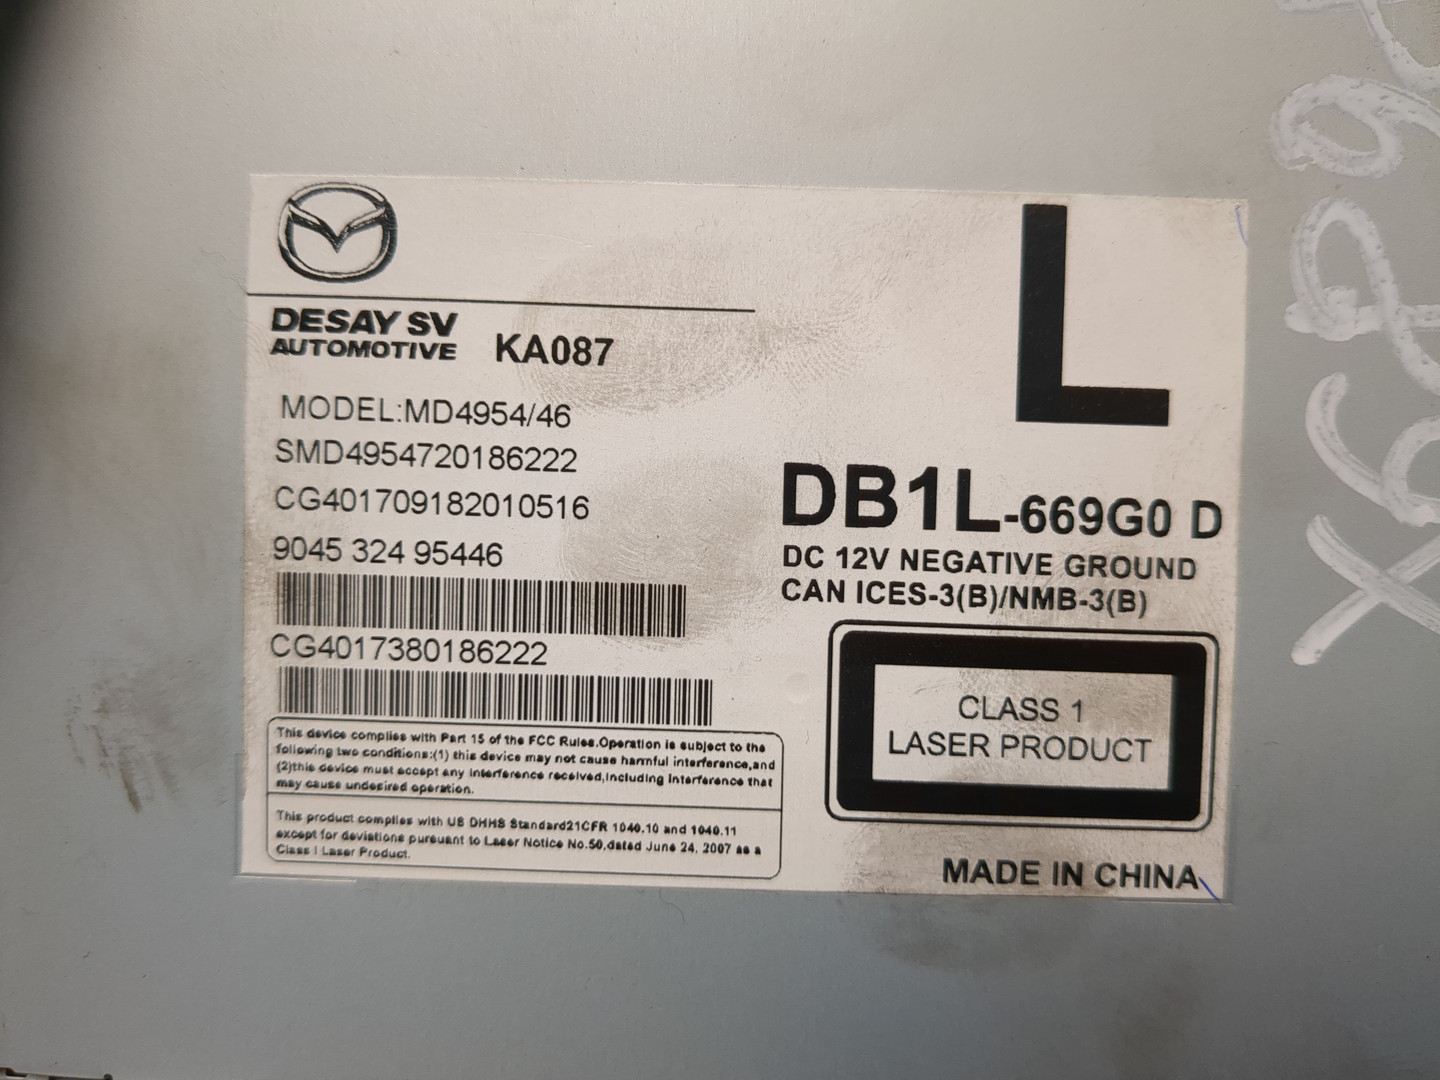 L
DESAY SV
AUTOMOTIVE
KA087
MODEL:MD4954/46
SMD4954720186222
CG401709182010516
9045 324 95446
CG4017380186222
DB1L-669G0 D
DC 12V NEGATIVE GROUND
CAN ICES-3(B)/NMB-3(B)
CLASS 1
LASER PRODUCT
This device complies with Part 15 of the FCC Rules.Operation is subject to the
following two conditions:(1) this device may not cause harmful interference,and
(2)this device must accept any interference received,including interference that
may cause undesired operation.
This product complies with US DHHS Standard21CFR 1040.10 and 1040.11
except for deviations pursuant to Laser Notice No.50,dated June 24, 2007 as a
Class I Laser Product.
MADE IN CHINA